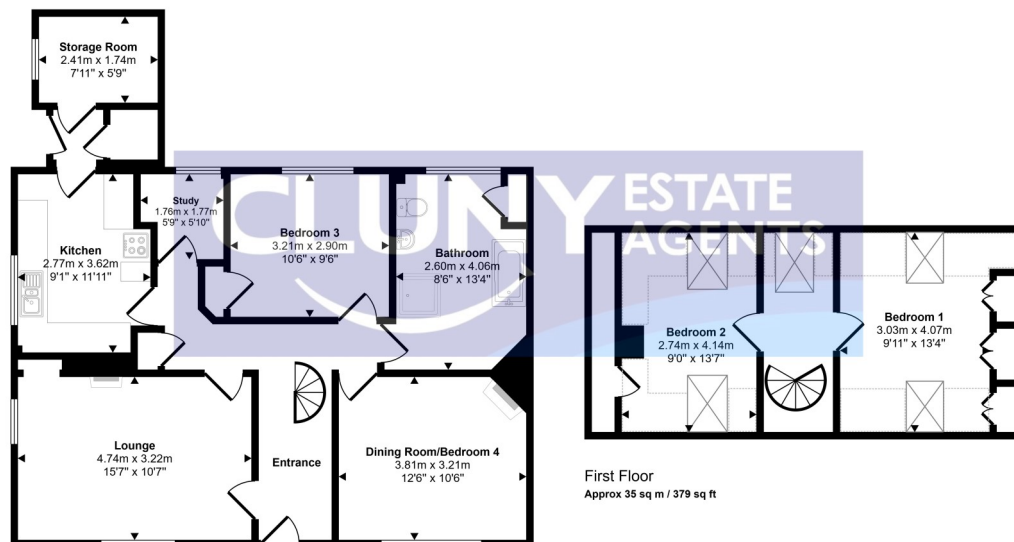 Storage Room
2.41m x 1.74m
7'11" x 5'9"
CLUNY
ESTATE
AGENTS
Study
1.76m x 1.77m
5'9" x 5'10"
Bedroom 3
3.21m x 2.90m
10'6" x 9'6"
Kitchen
2.77m x 3.62m
9'1" x 11'11"
Bathroom
2.60m x 4.06m
8'6" x 13'4"
Lounge
4.74m x 3.22m
15'7" x 10'7"
Entrance
Dining Room/Bedroom 4
3.81m x 3.21m
12'6" x 10'6"
Bedroom 2
2.74m x 4.14m
9'0" x 13'7"
Bedroom 1
3.03m x 4.07m
9'11" x 13'4"
First Floor
Approx 35 sq m / 379 sq ft